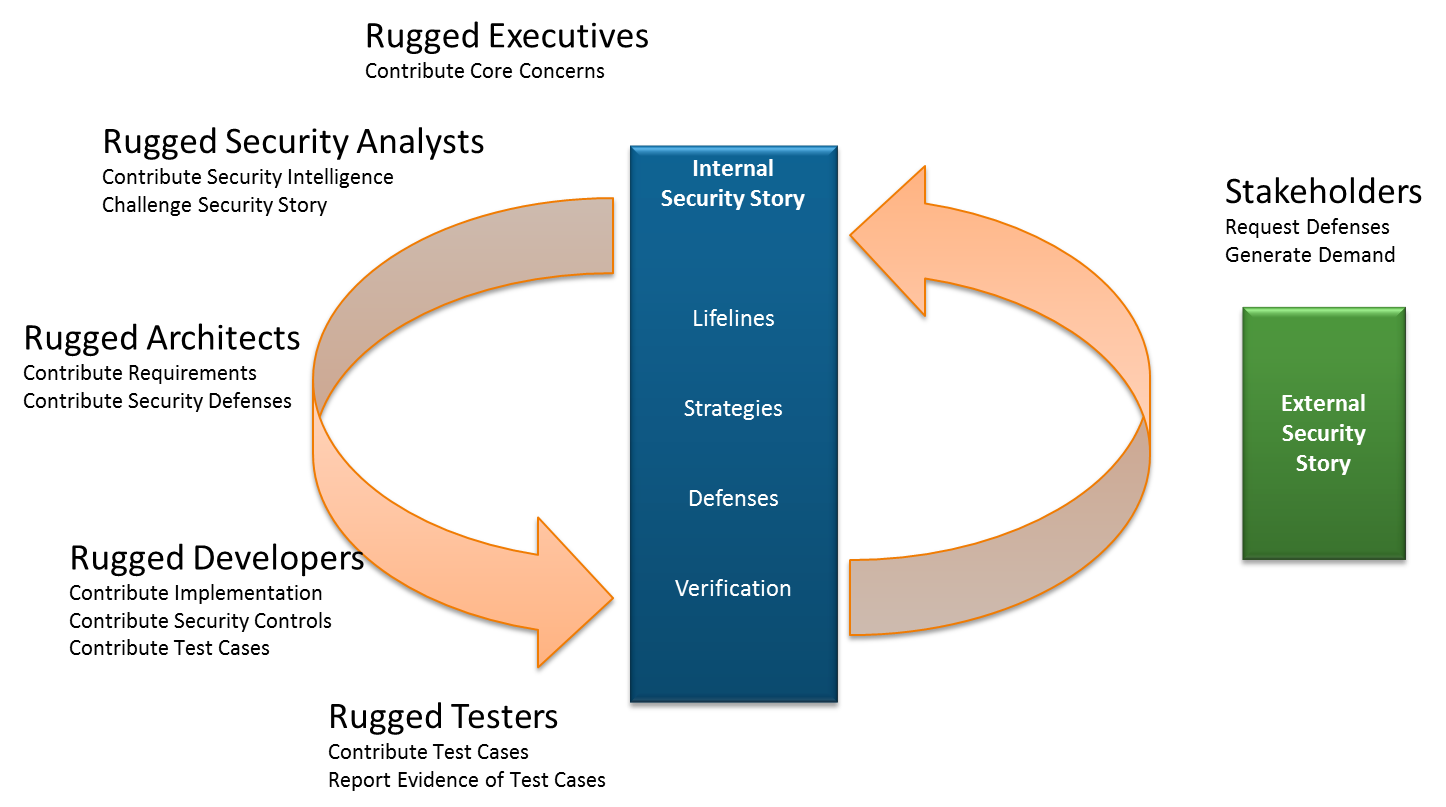 Rugged Executives
Contribute Core Concerns
Rugged Security Analysts
Contribute Security Intelligence
Challenge Security Story
Rugged Architects
Contribute Requirements
Contribute Security Defenses
Rugged Developers
Contribute Implementation
Contribute Security Controls
Contribute Test Cases
Rugged Testers
Contribute Test Cases
Report Evidence of Test Cases
Internal
Security Story
Lifelines
Strategies
Defenses
Verification
Stakeholders
Request Defenses
Generate Demand
External
Security
Story